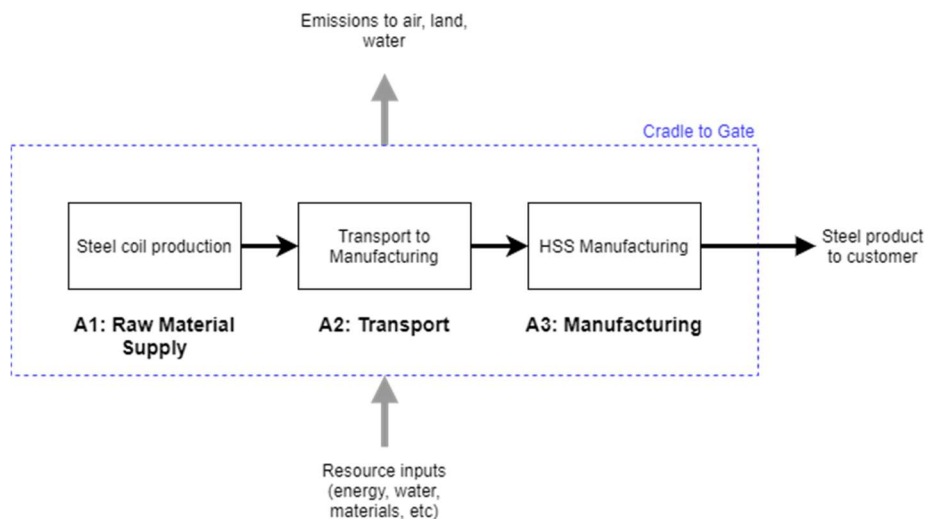 Emissions to air, land,
water
Cradle to Gate
Steel coil production
Transport to
Manufacturing
HSS Manufacturing
Steel product
to customer
A1: Raw Material
Supply
A2: Transport
A3: Manufacturing
Resource inputs
(energy, water,
materials, etc)